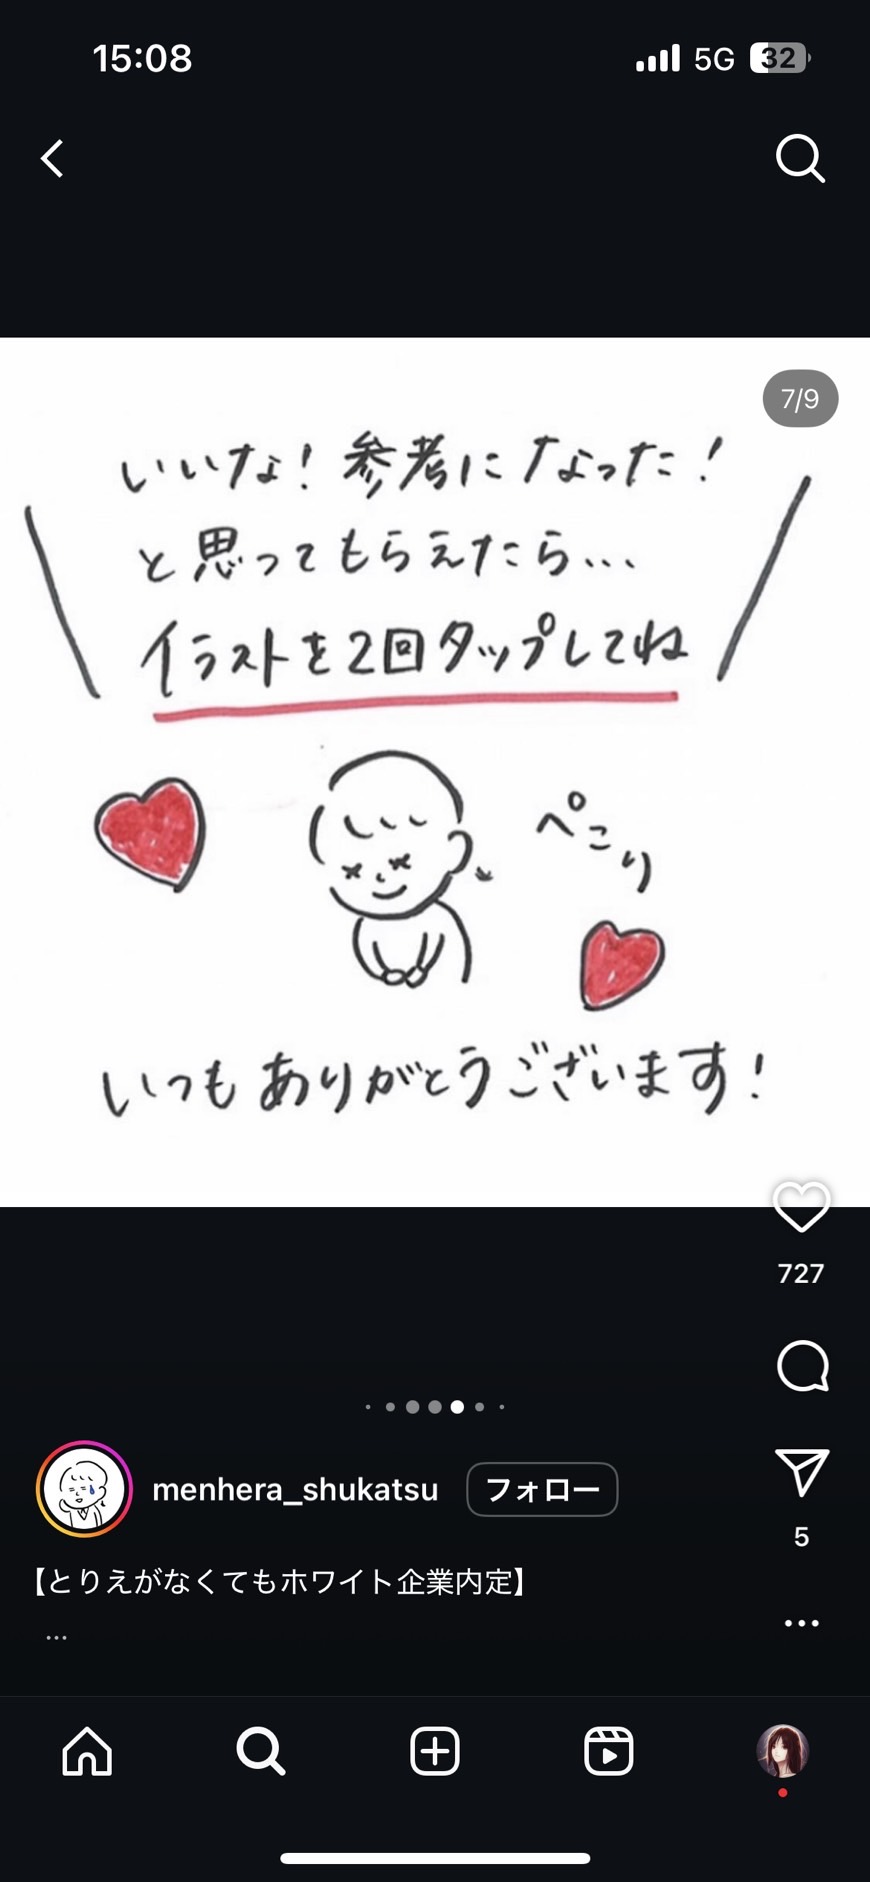 15:08
5G 32
7/9
いいな！参考になった！
と思ってもらえたら...
イラストを2回タップしてね
ぺこり
いつもありがとうございます！
727
menhera_shukatsu
フォロー
5
【とりえがなくてもホワイト企業内定】
...